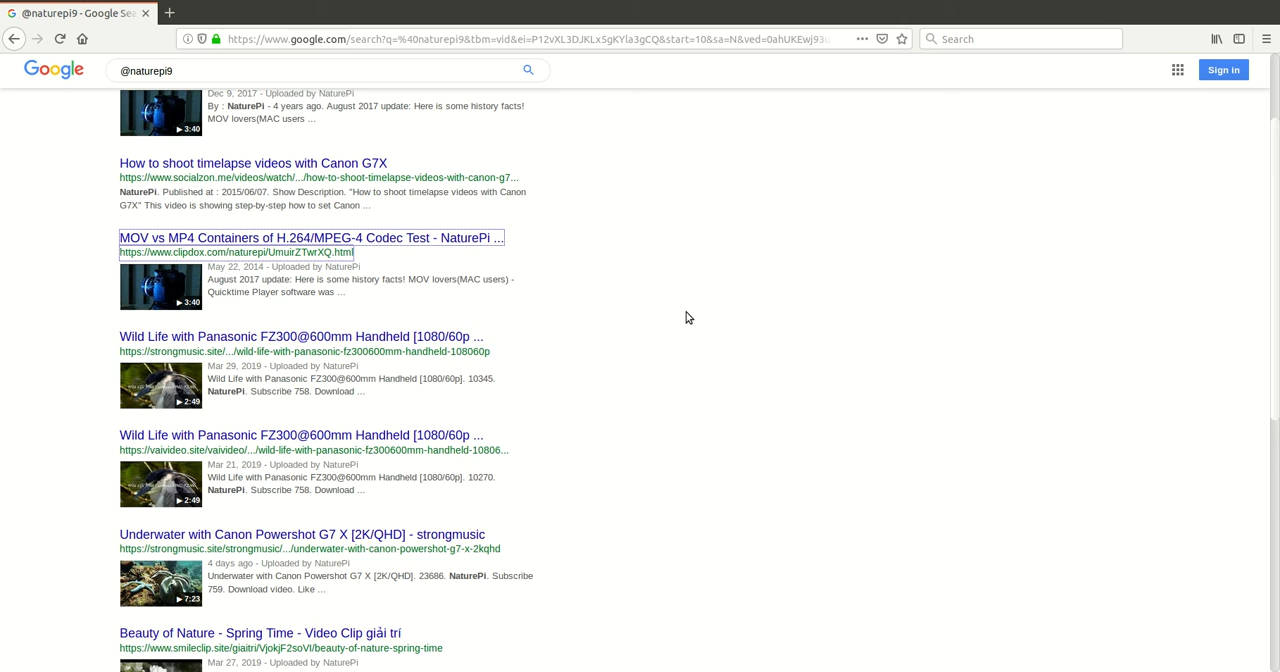 @naturepi9 - Google Sea
https://www.google.com/search?q=%40naturepi9&tbm=vid&ei=P12vXL3DJKLx5gKYla3gCQ&start=10&sa=N&ved=0ahUKEwj93u
Search
Google
@naturepi9
Sign in
Dec 9, 2017 - Uploaded by NaturePi
By : NaturePi - 4 years ago. August 2017 update: Here is some history facts!
MOV lovers(MAC users ...
3:40
How to shoot timelapse videos with Canon G7X
https://www.socialzon.me/videos/watch/.../how-to-shoot-timelapse-videos-with-canon-g7...
NaturePi. Published at : 2015/06/07. Show Description. "How to shoot timelapse videos with Canon
G7X" This video is showing step-by-step how to set Canon ...
MOV vs MP4 Containers of H.264/MPEG-4 Codec Test - NaturePi ...
https://www.clipdox.com/naturepi/UmuirZTwrXQ.html
May 22, 2014 - Uploaded by NaturePi
August 2017 update: Here is some history facts! MOV lovers(MAC users) -
Quicktime Player software was ...
3:40
Wild Life with Panasonic FZ300@600mm Handheld [1080/60p ...
https://strongmusic.site/.../wild-life-with-panasonic-fz300600mm-handheld-108060p
Mar 29, 2019 - Uploaded by NaturePi
Wild Life with Panasonic FZ300@600mm Handheld [1080/60p]. 10345.
NaturePi. Subscribe 758. Download ...
2:49
Wild Life with Panasonic FZ300@600mm Handheld [1080/60p ...
https://vaivideo.site/vaivideo/.../wild-life-with-panasonic-fz300600mm-handheld-10806...
Mar 21, 2019 - Uploaded by NaturePi
Wild Life with Panasonic FZ300@600mm Handheld [1080/60p]. 10270.
NaturePi. Subscribe 758. Download ...
2:49
Underwater with Canon Powershot G7 X [2K/QHD] - strongmusic
https://strongmusic.site/strongmusic/.../underwater-with-canon-powershot-g7-x-2kqhd
4 days ago - Uploaded by NaturePi
Underwater with Canon Powershot G7 X [2K/QHD]. 23686. NaturePi. Subscribe
759. Download video. Like ...
7:23
Beauty of Nature - Spring Time - Video Clip giải trí
https://www.smileclip.site/giaitri/VjokjF2soVI/beauty-of-nature-spring-time
Mar 27, 2019 - Uploaded by NaturePi